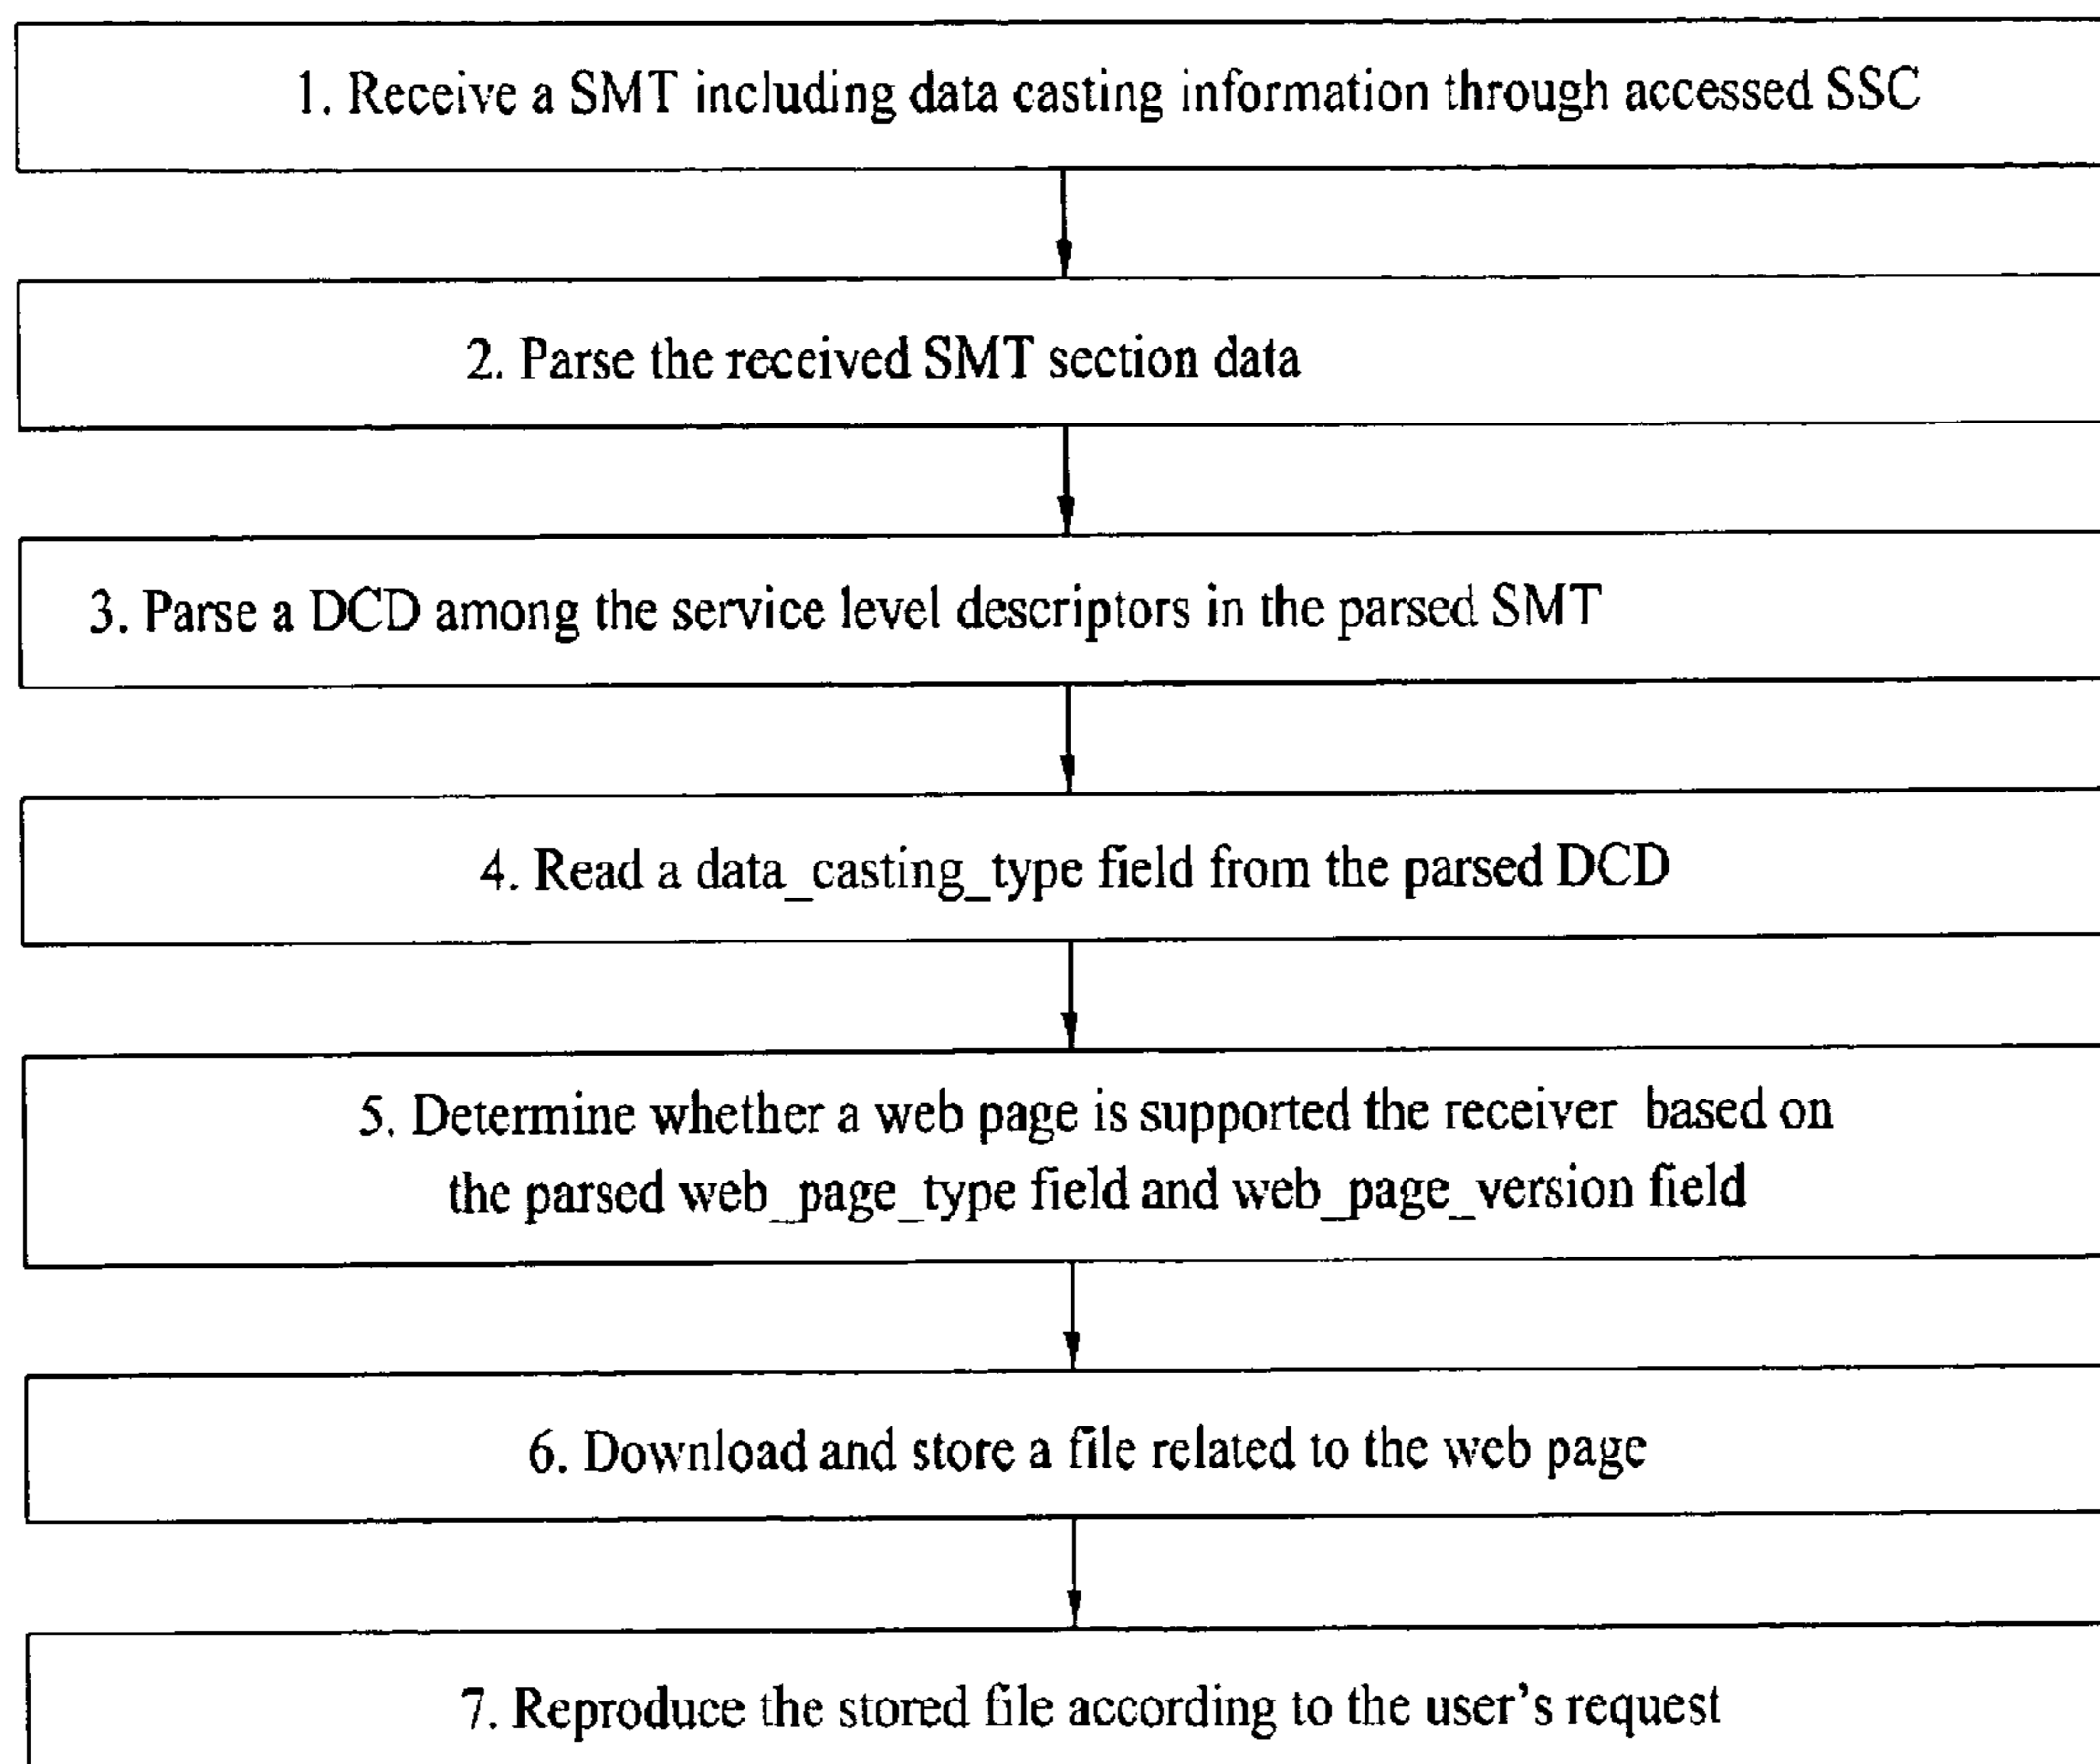 1. Receive a SMT including data casting information through accessed SSC
2. Parse the received SMT section data
3. Parse a DCD among the service level descriptors in the parsed SMT
4. Read a data_casting_type field from the parsed DCD
5. Determine whether a web page is supported the receiver based on
the parsed web_page_type field and web_page_version field
6. Download and store a file related to the web page
7. Reproduce the stored file according to the user's request